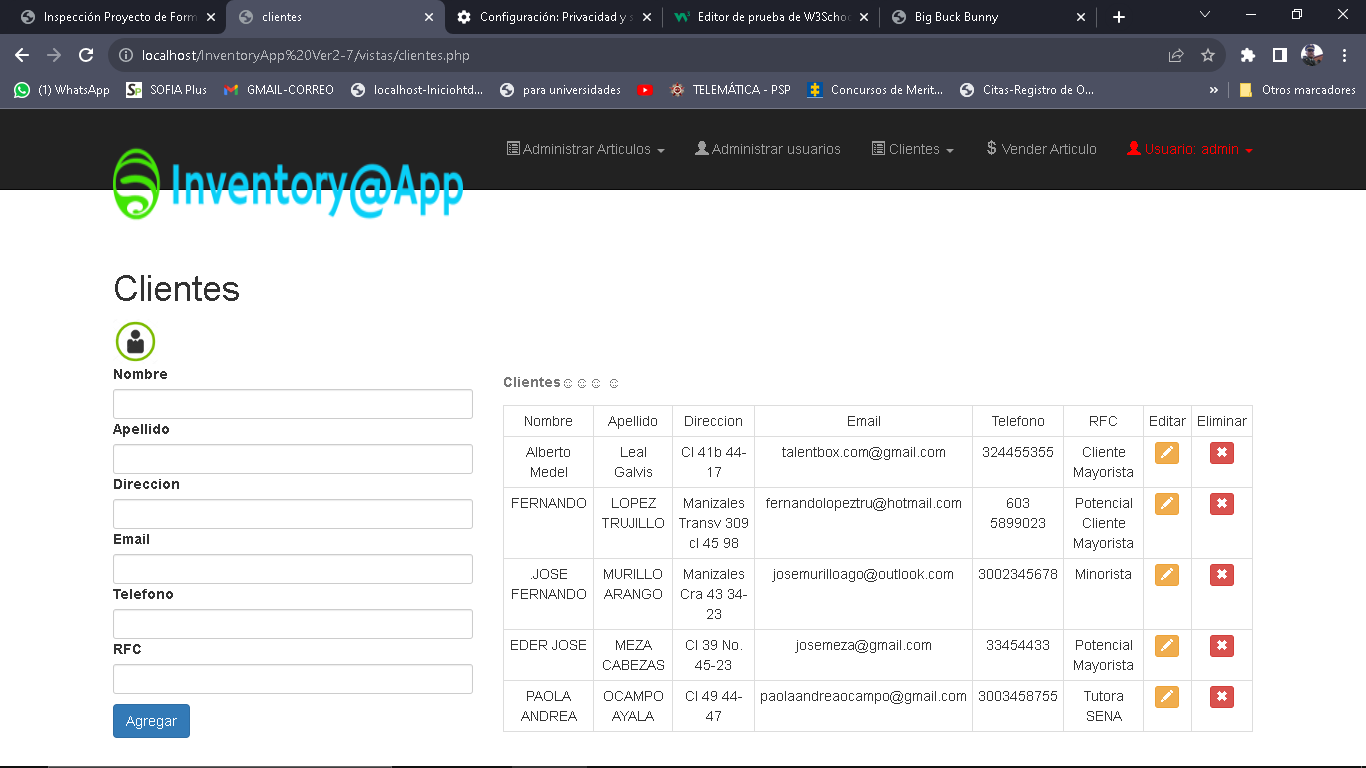 Inspección Proyecto de Form
clientes
Configuración: Privacidad y s
Editor de prueba de W3Schoo
Big Buck Bunny
localhost/InventoryApp%20Ver2-7/vistas/clientes.php
(1) WhatsApp
SOFIA Plus
GMAIL-CORREO
localhost-Iniciohtd...
para universidades
TELEMÁTICA - PSP
Concursos de Merit...
Citas-Registro de O...
»
Otros marcadores
Inventory@App
Administrar Articulos
Administrar usuarios
Clientes
$ Vender Articulo
Usuario: admin
Clientes
Nombre
Apellido
Direccion
Email
Telefono
RFC
Agregar
Clientes☺☺☺ ☺
Nombre Apellido Direccion Email Telefono RFC Editar Eliminar
Alberto Leal Cl 41b 44- talentbox.com@gmail.com 324455355 Cliente
Medel Galvis 17 Mayorista
FERNANDO LOPEZ Manizales fernandolopeztru@hotmail.com 603 Potencial
TRUJILLO Transv 309 5899023 Cliente
cl 45 98 Mayorista
JOSE MURILLO Manizales josemurilloago@outlook.com 3002345678 Minorista
FERNANDO ARANGO Cra 43 34-
23
EDER JOSE MEZA Cl 39 No. josemeza@gmail.com 33454433 Potencial
CABEZAS 45-23 Mayorista
PAOLA OCAMPO Cl 49 44- paolaandreaocampo@gmail.com 3003458755 Tutora
ANDREA AYALA 47 SENA